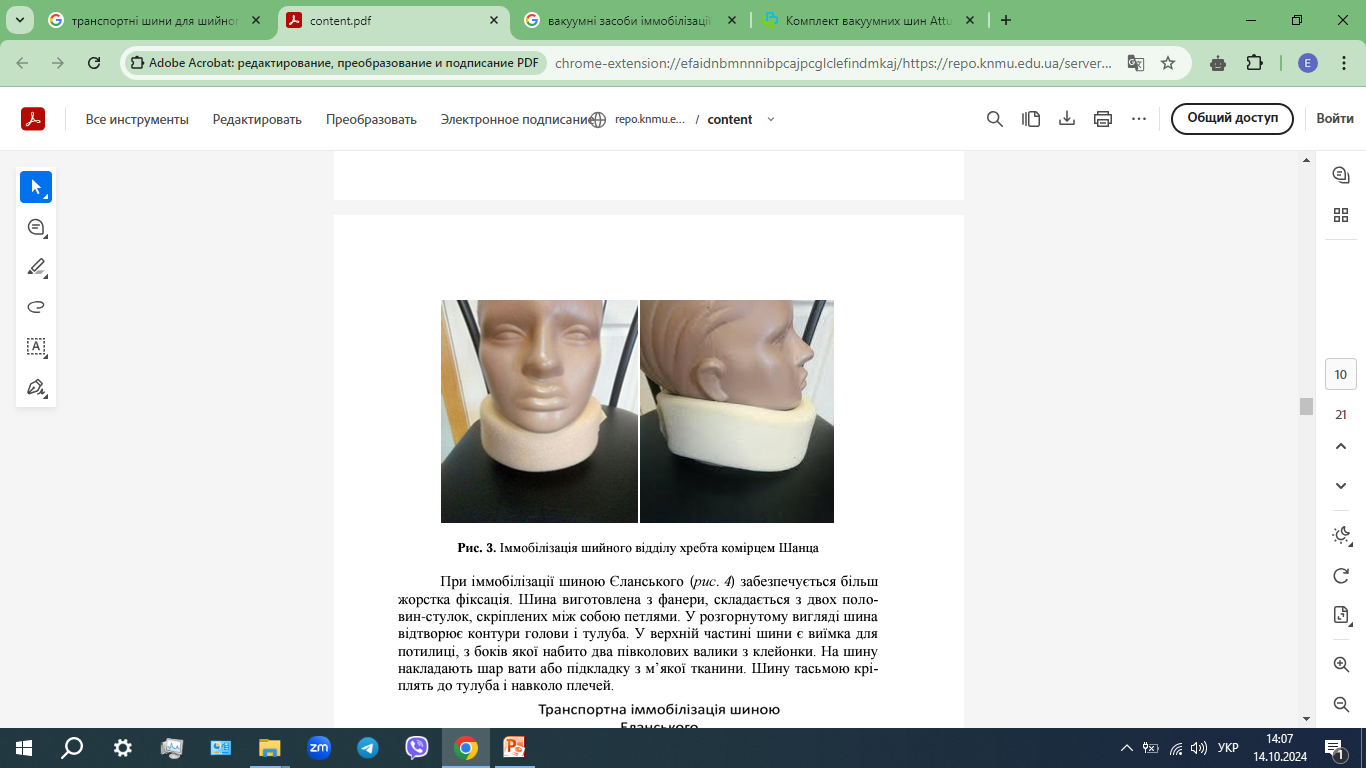 транспортні шини для шийног
content.pdf
вакуумні засоби іммобілізації
Комплект вакуумних шин Attu
Adobe Acrobat: редактирование, преобразование и подписание PDF
chrome-extension://efaidnbmnnnibpcajpcglclefindmkaj/https://repo.knmu.edu.ua/server...
E
Все инструменты
Редактировать
Преобразовать
Электронное подписание
repo.knmu.e... / content
Общий доступ
Войти
Рис. 3. Іммобілізація шийного відділу хребта комірцем Шанца
При іммобілізації шиною Єланського (рис. 4) забезпечується більш
жорстка фіксація. Шина виготовлена з фанери, складається з двох поло-
вин-стулок, скріплених між собою петлями. У розгорнутому вигляді шина
відтворює контури голови і тулуба. У верхній частині шини є виїмка для
потилиці, з боків якої набито два півколових валики з клейонки. На шину
накладають шар вати або підкладку з м’якої тканини. Шину тасьмою крі-
плять до тулуба і навколо плечей.
Транспортна іммобілізація шиною
Еланського
10
21
zm
УКР
14:07
14.10.2024
1